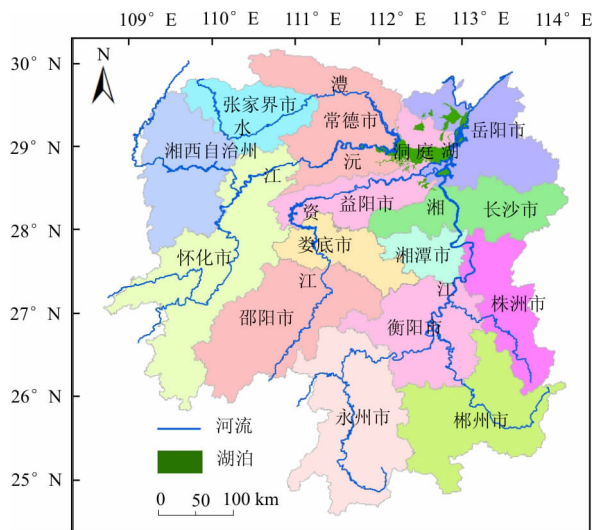 109° E
110° E
111° E
112° E
113° E
114° E
30° N
29° N
28° N
27° N
26° N
25° N
N
澧
张家界市
水
常德市
岳阳市
湘西自治州
洞庭湖
沅
江
益阳市
资
湘
长沙市
怀化市
娄底市
湘潭市
江
江
邵阳市
衡阳市
株洲市
永州市
郴州市
河流
湖泊
0 50 100 km